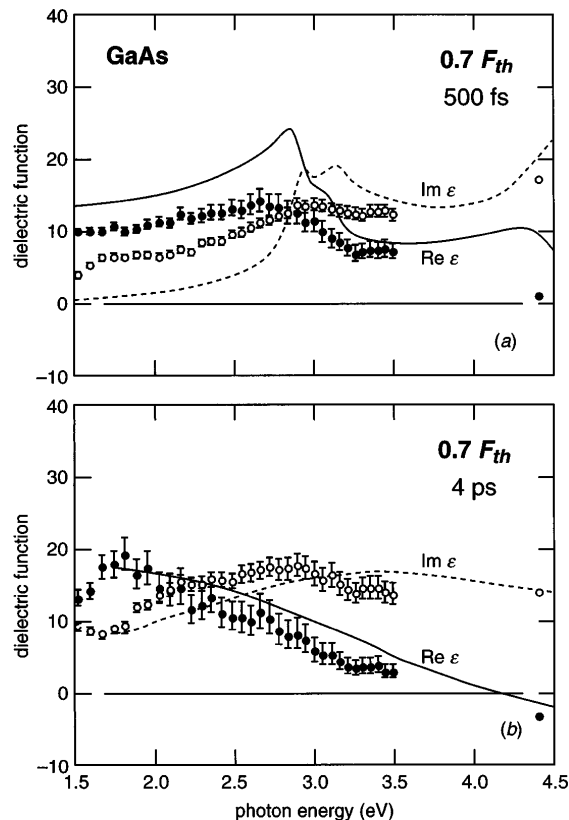 40
GaAs
0.7 Fth
500 fs
30
20
10
0
−10
dielectric function
Im ε
Re ε
(a)
40
0.7 Fth
4 ps
30
20
10
0
−10
dielectric function
Im ε
Re ε
(b)
1.5 2.0 2.5 3.0 3.5 4.0 4.5
photon energy (eV)